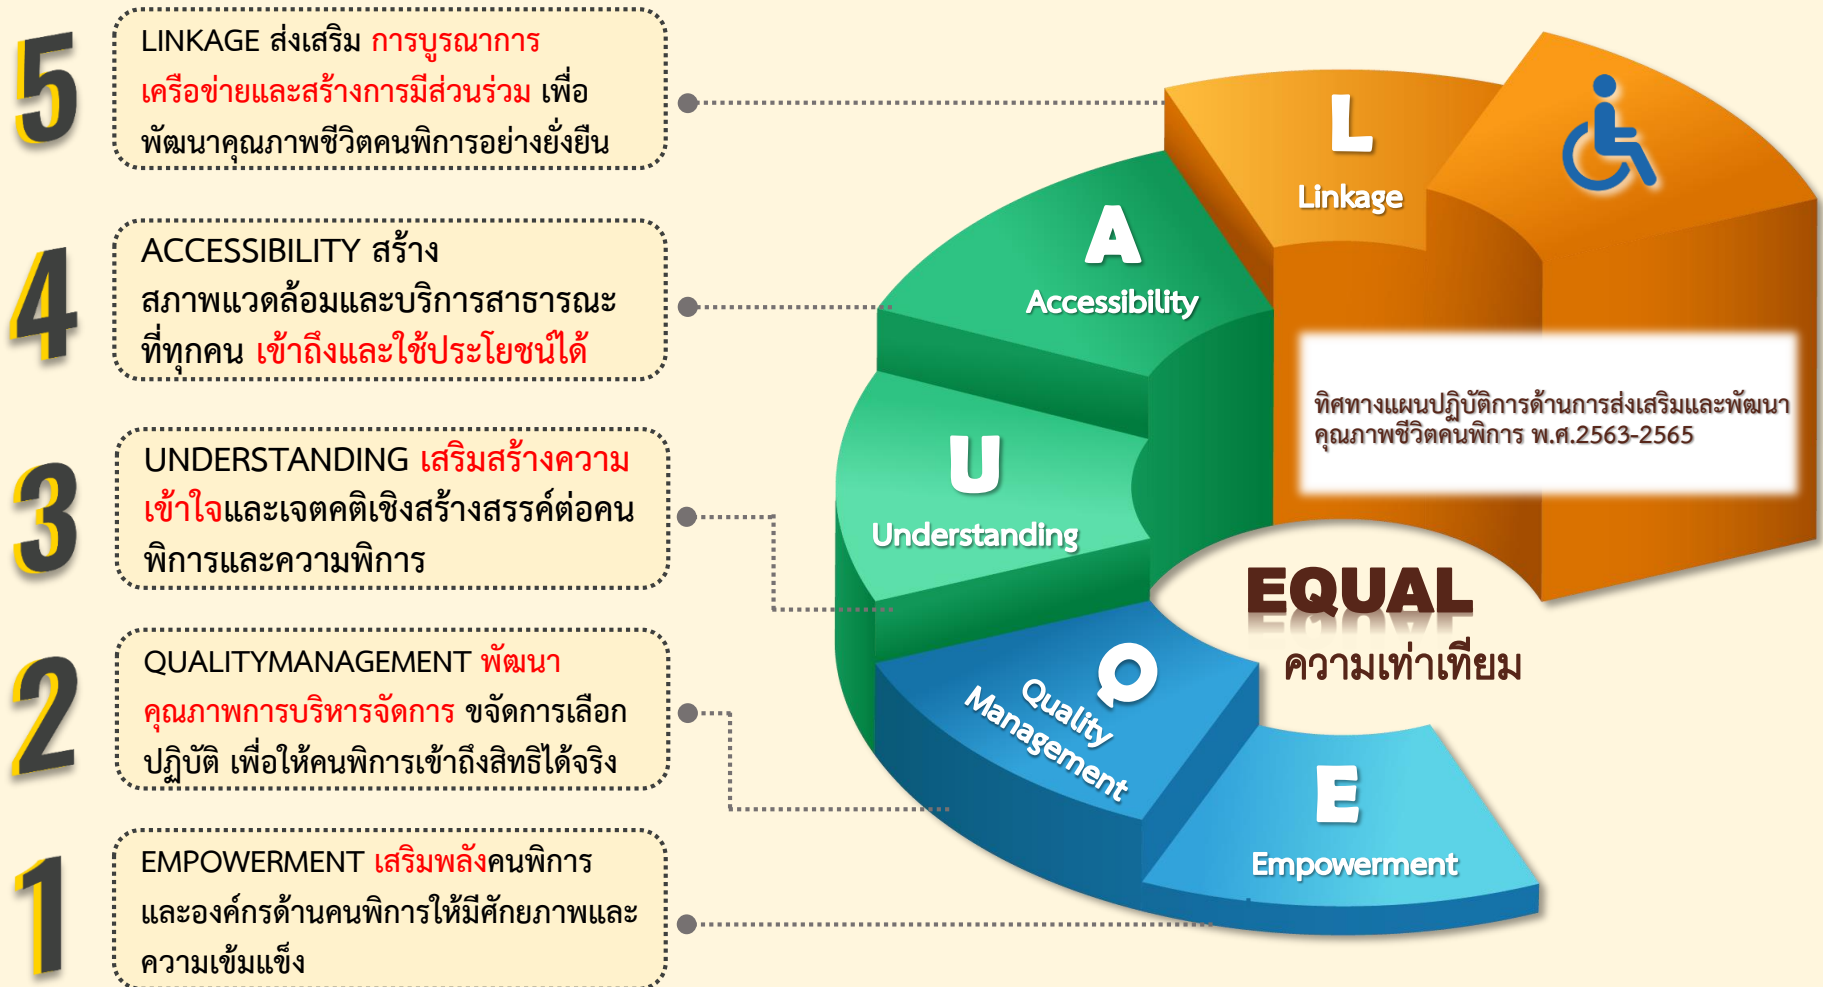 5
LINKAGE ส่งเสริม การบูรณาการ
เครือข่ายและสร้างการมีส่วนร่วม เพื่อ
พัฒนาคุณภาพชีวิตคนพิการอย่างยั่งยืน
4
ACCESSIBILITY สร้าง
สภาพแวดล้อมและบริการสาธารณะ
ที่ทุกคน เข้าถึงและใช้ประโยชน์ได้
3
UNDERSTANDING เสริมสร้างความ
เข้าใจและเจตคติเชิงสร้างสรรค์ต่อคน
พิการและความพิการ
2
QUALITYMANAGEMENT พัฒนา
คุณภาพการบริหารจัดการ ขจัดการเลือก
ปฏิบัติ เพื่อให้คนพิการเข้าถึงสิทธิได้จริง
1
EMPOWERMENT เสริมพลังคนพิการ
และองค์กรด้านคนพิการให้มีศักยภาพและ
ความเข้มแข็ง
L
Linkage
A
Accessibility
U
Understanding
Q
Quality
Management
E
Empowerment
ทิศทางแผนปฏิบัติการด้านการส่งเสริมและพัฒนา
คุณภาพชีวิตคนพิการ พ.ศ.2563-2565
EQUAL
ความเท่าเทียม